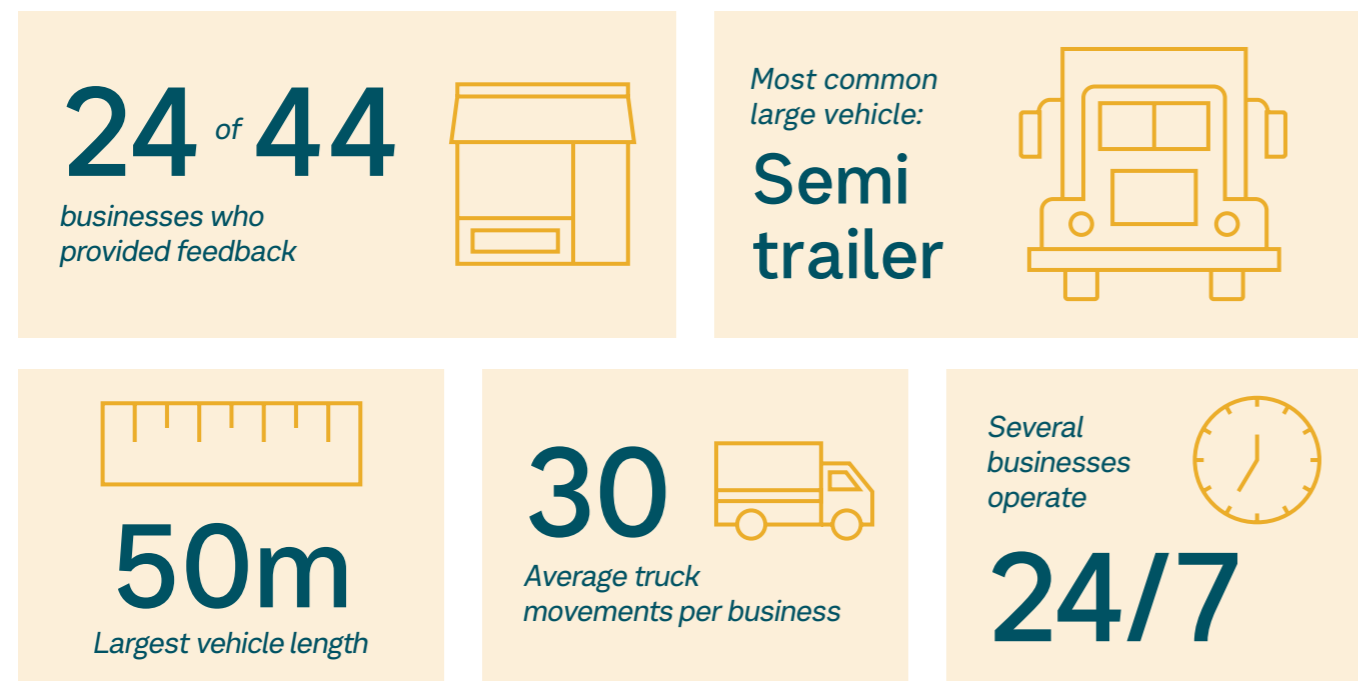 24 of 44
businesses who
provided feedback
Most common
large vehicle:
Semi
trailer
50m
Largest vehicle length
30
Average truck
movements per business
Several
businesses
operate
24/7